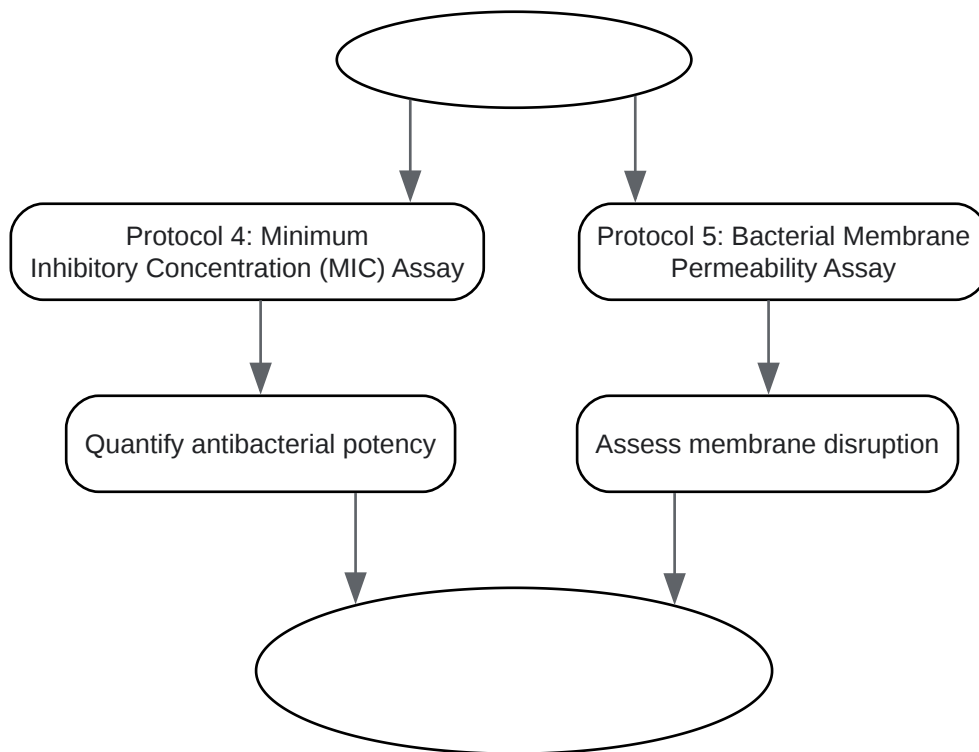 Protocol 4: Minimum
Inhibitory Concentration (MIC) Assay
Protocol 5: Bacterial Membrane
Permeability Assay
Quantify antibacterial potency
Assess membrane disruption